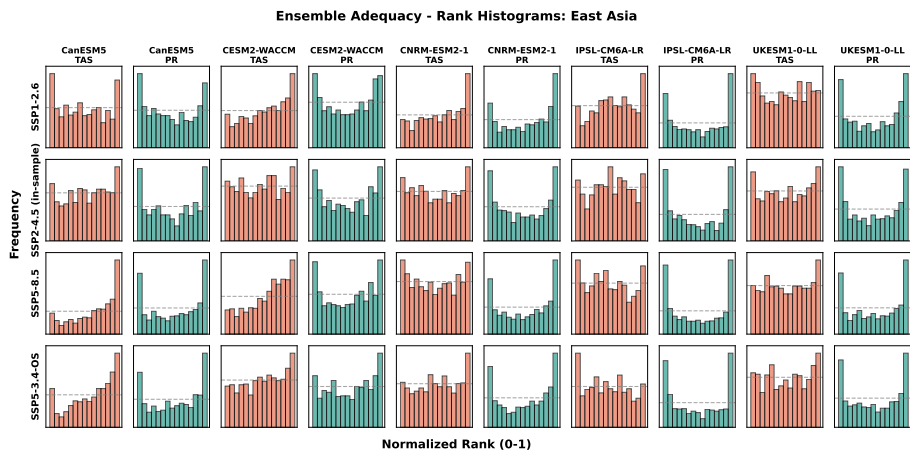 Ensemble Adequacy - Rank Histograms: East Asia
CanESM5
TAS
CanESM5
PR
CESM2-WACCM
TAS
CESM2-WACCM
PR
CNRM-ESM2-1
TAS
CNRM-ESM2-1
PR
IPSL-CM6A-LR
TAS
IPSL-CM6A-LR
PR
UKESM1-0-LL
TAS
UKESM1-0-LL
PR
Frequency
SSP1-2.6
SSP2-4.5 (in-sample)
SSP5-8.5
SSP5-3.4-OS
Normalized Rank (0-1)